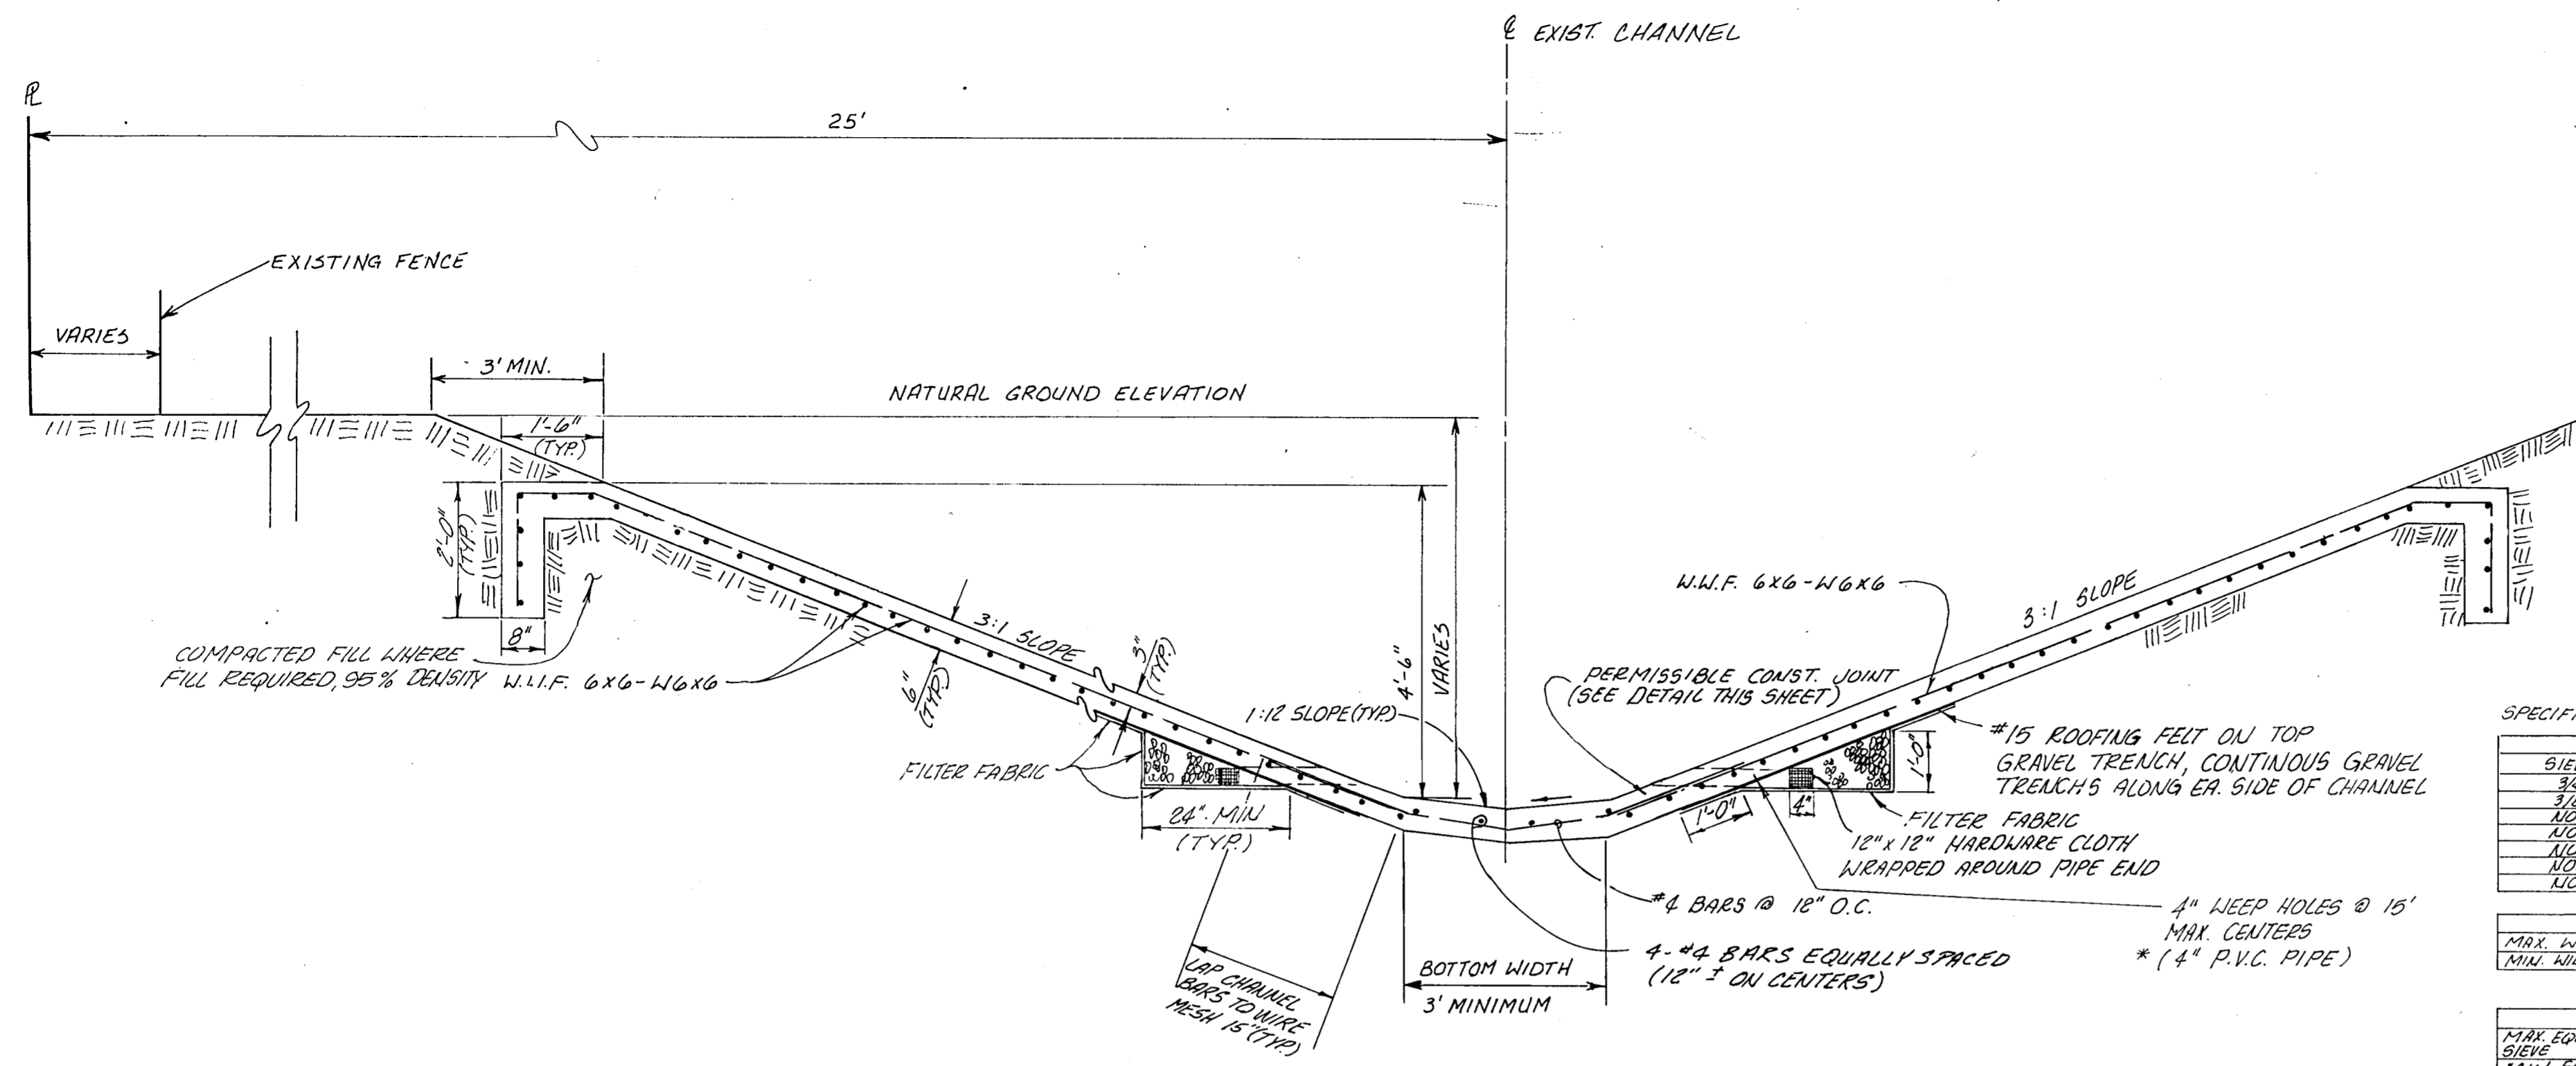 ℄ EXIST. CHANNEL
PL
25'
EXISTING FENCE
VARIES
3' MIN.
NATURAL GROUND ELEVATION
1'-6"
(TYP.)
2'-0"
(TYP.)
8"
COMPACTED FILL WHERE
FILL REQUIRED, 95% DENSITY
W.W.F. 6x6-W6x6
3:1 SLOPE
6"
(TYP.)
3"
(TYP.)
4'-6"
VARIES
1:12 SLOPE (TYP.)
FILTER FABRIC
24" MIN
(TYP.)
LAP CHANNEL
BARS TO WIRE
MESH 15" (TYP.)
BOTTOM WIDTH
3' MINIMUM
W.W.F. 6x6-W6x6
3:1 SLOPE
PERMISSIBLE CONST. JOINT
(SEE DETAIL THIS SHEET)
#15 ROOFING FELT ON TOP
GRAVEL TRENCH, CONTINOUS GRAVEL
TRENCHS ALONG EA. SIDE OF CHANNEL
1'-0"
1'-0"
4"
FILTER FABRIC
12"x12" HARDWARE CLOTH
WRAPPED AROUND PIPE END
#4 BARS @ 12" O.C.
4-#4 BARS EQUALLY SPACED
(12" ± ON CENTERS)
4" WEEP HOLES @ 15'
MAX. CENTERS
* (4" P.V.C. PIPE)
MAX.
MIN.
MAX.
SIEVE